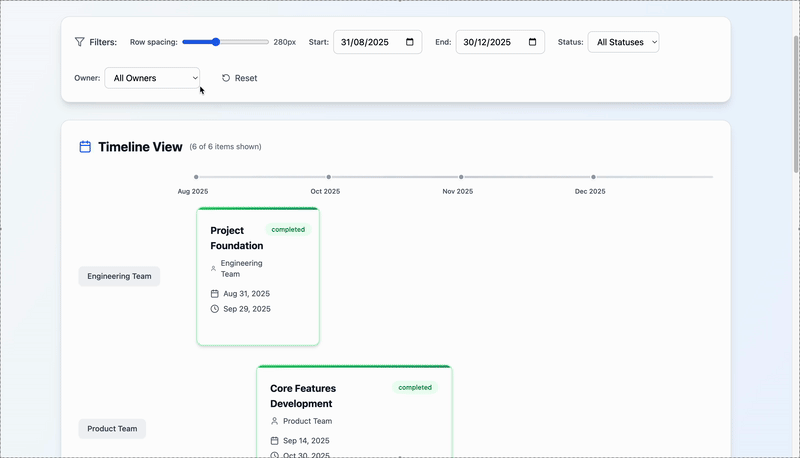 Filters: Row spacing: 280px Start: 31/08/2025 End: 30/12/2025 Status: All Statuses
Owner: All Owners Reset
Timeline View (6 of 6 items shown)
Aug 2025 Oct 2025 Nov 2025 Dec 2025
Project completed
Foundation
Engineering
Team
Engineering Team
Aug 31, 2025
Sep 29, 2025
Core Features completed
Development
Product Team
Product Team
Sep 14, 2025
Oct 30, 2025